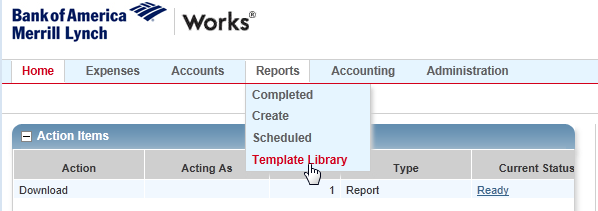 Bank of America
Merrill Lynch
Works®
Home Expenses Accounts Reports Accounting Administration
Completed
Create
Scheduled
Template Library
Action Items
Action Acting As Type Current Status
Download 1 Report Ready